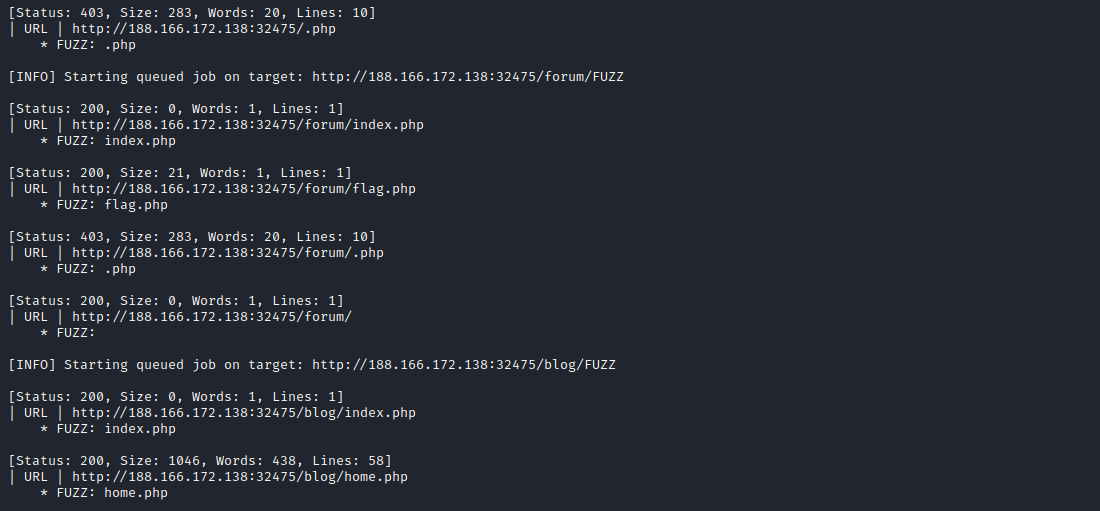 [Status: 403, Size: 283, Words: 20, Lines: 10]
| URL | http://188.166.172.138:32475/.php
    * FUZZ: .php

[INFO] Starting queued job on target: http://188.166.172.138:32475/forum/FUZZ

[Status: 200, Size: 0, Words: 1, Lines: 1]
| URL | http://188.166.172.138:32475/forum/index.php
    * FUZZ: index.php

[Status: 200, Size: 21, Words: 1, Lines: 1]
| URL | http://188.166.172.138:32475/forum/flag.php
    * FUZZ: flag.php

[Status: 403, Size: 283, Words: 20, Lines: 10]
| URL | http://188.166.172.138:32475/forum/.php
    * FUZZ: .php

[Status: 200, Size: 0, Words: 1, Lines: 1]
| URL | http://188.166.172.138:32475/forum/
    * FUZZ:

[INFO] Starting queued job on target: http://188.166.172.138:32475/blog/FUZZ

[Status: 200, Size: 0, Words: 1, Lines: 1]
| URL | http://188.166.172.138:32475/blog/index.php
    * FUZZ: index.php

[Status: 200, Size: 1046, Words: 438, Lines: 58]
| URL | http://188.166.172.138:32475/blog/home.php
    * FUZZ: home.php